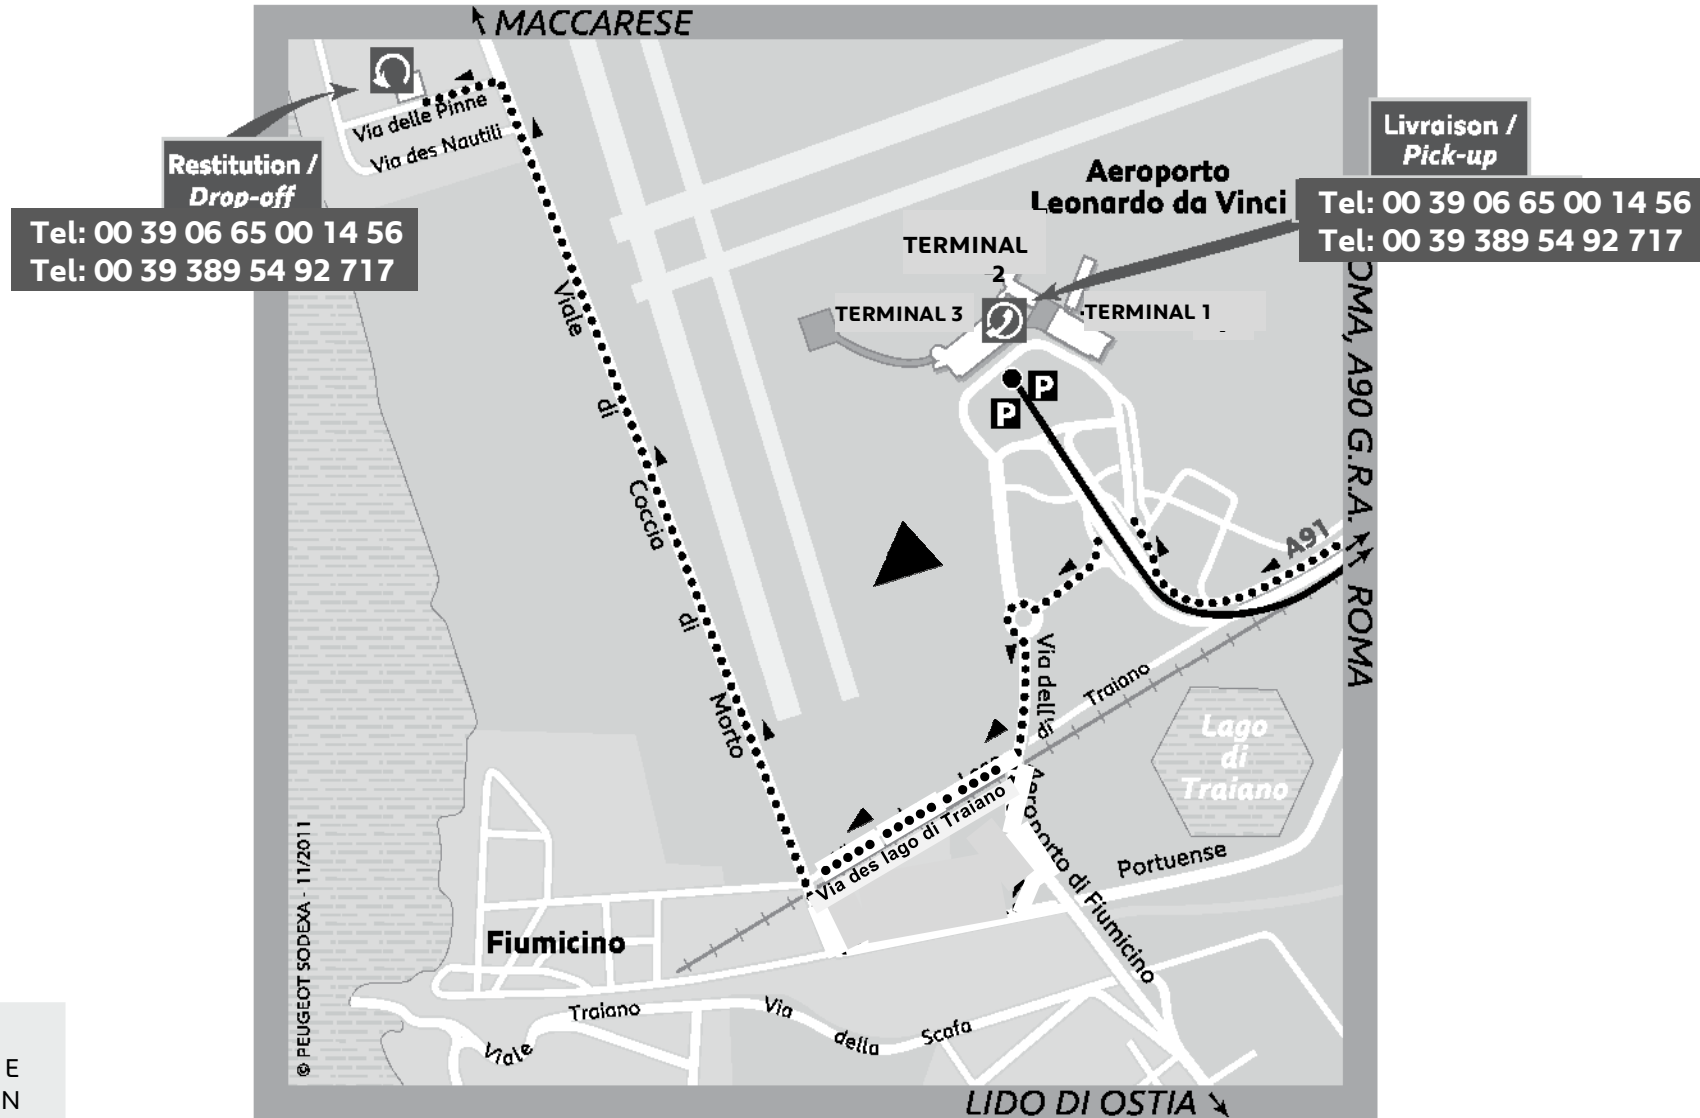 MACCARESE
Via delle Pinne
Via des Nautili
Restitution /
Drop-off
Tel: 00 39 06 65 00 14 56
Tel: 00 39 389 54 92 717
Livraison /
Pick-up
Tel: 00 39 06 65 00 14 56
Tel: 00 39 389 54 92 717
Aeroporto
Leonardo da Vinci
TERMINAL
2
TERMINAL 3
TERMINAL 1
P
P
Viale
di
Coccia
di
Morto
OMA, A90 G.R.A.
ROMA
A91
Via dell'
di
Traiano
Lago
di
Traiano
Via des lago di Traiano
Aeroporto di Fiumicino
Portuense
Fiumicino
Traiano
Viale
Via
della
Scafa
© PEUGEOT SODEXA - 11/2011
LIDO DI OSTIA
E
N